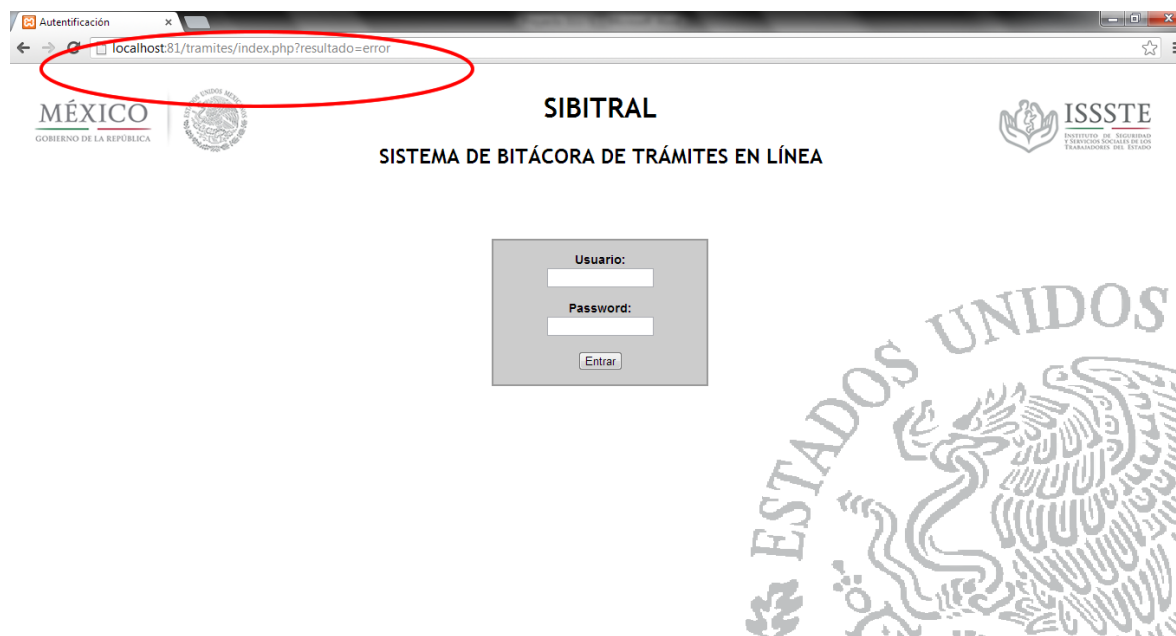 Autentificación
localhost:81/tramites/index.php?resultado=error
MÉXICO
GOBIERNO DE LA REPÚBLICA
SIBITRAL
SISTEMA DE BITÁCORA DE TRÁMITES EN LÍNEA
ISSSTE
INSTITUTO DE SEGURIDAD
Y SERVICIOS SOCIALES DE LOS
TRABAJADORES DEL ESTADO
Usuario:
Password:
Entrar
ESTADOS UNIDOS